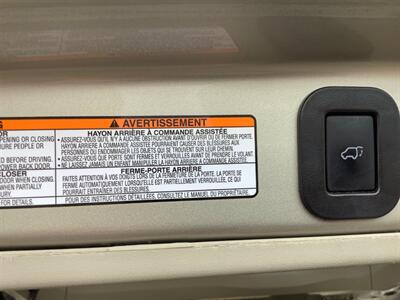 GS
⚠ AVERTISSEMENT
OR
OPENING OR CLOSING
URE PEOPLE OR
ED BEFORE DRIVING.
POWER BACK DOOR.
CLOSER
DOOR WHEN CLOSING.
WHEN PARTIALLY
URY
FOR DETAILS.
HAYON ARRIÈRE À COMMANDE ASSISTÉE
• ASSUREZ-VOUS QU'IL N'Y A AUCUNE OBSTRUCTION AVANT D'OUVRIR OU DE FERMER PORTE.
HAYON ARRIÈRE À COMMANDE ASSISTÉE POURRAIENT CAUSER DES BLESSURES AUX
PERSONNES OU ENDOMMAGER LES OBJETS QUI SE TROUVENT SUR LEUR CHEMIN.
• ASSUREZ-VOUS QUE PORTE SONT FERMÉS ET VERROUILLÉS AVANT DE PRENDRE LE VOLANT.
• NE LAISSEZ JAMAIS UN ENFANT MANIPULER LA HAYON ARRIÈRE À COMMANDE ASSISTÉE.
FERME-PORTE ARRIÈRE
FAITES ATTENTION À VOS DOIGTS LORS DE LA FERMETURE DE LA PORTE. LA PORTE SE
FERME AUTOMATIQUEMENT LORSQU'ELLE EST PARTIELLEMENT VERROUILLÉE, CE QUI
POURRAIT ENTRAÎNER DES BLESSURES.
POUR DES INSTRUCTIONS DÉTAILLÉES, CONSULTEZ LE MANUEL DU PROPRIÉTAIRE.